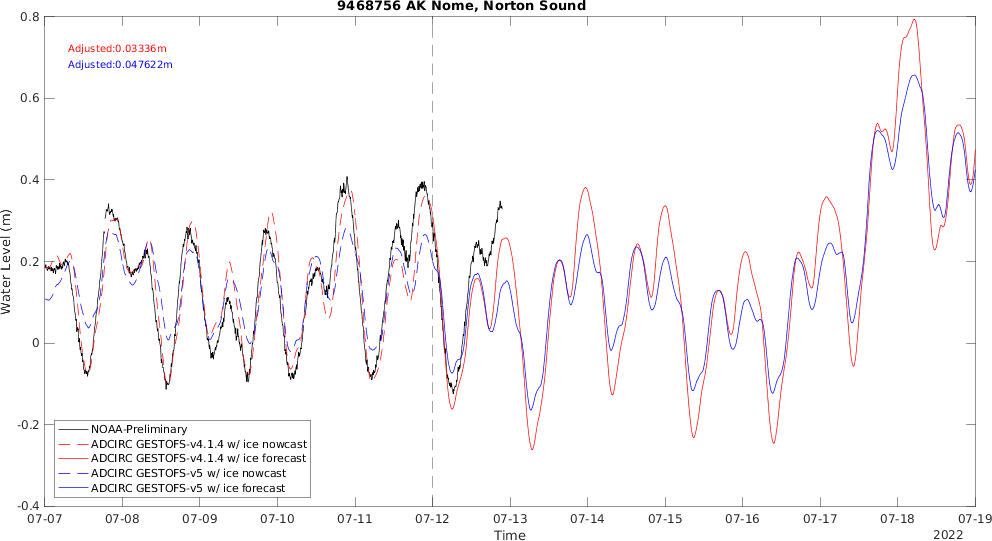 9468756 AK Nome, Norton Sound
0.8
Adjusted:0.03336m
Adjusted:0.047622m
0.6
0.4
0.2
0
-0.2
-0.4
Water Level (m)
NOAA-Preliminary
ADCIRC GESTOFS-v4.1.4 w/ ice nowcast
ADCIRC GESTOFS-v4.1.4 w/ ice forecast
ADCIRC GESTOFS-v5 w/ ice nowcast
ADCIRC GESTOFS-v5 w/ ice forecast
07-07 07-08 07-09 07-10 07-11 07-12 07-13 07-14 07-15 07-16 07-17 07-18 07-19
Time
2022